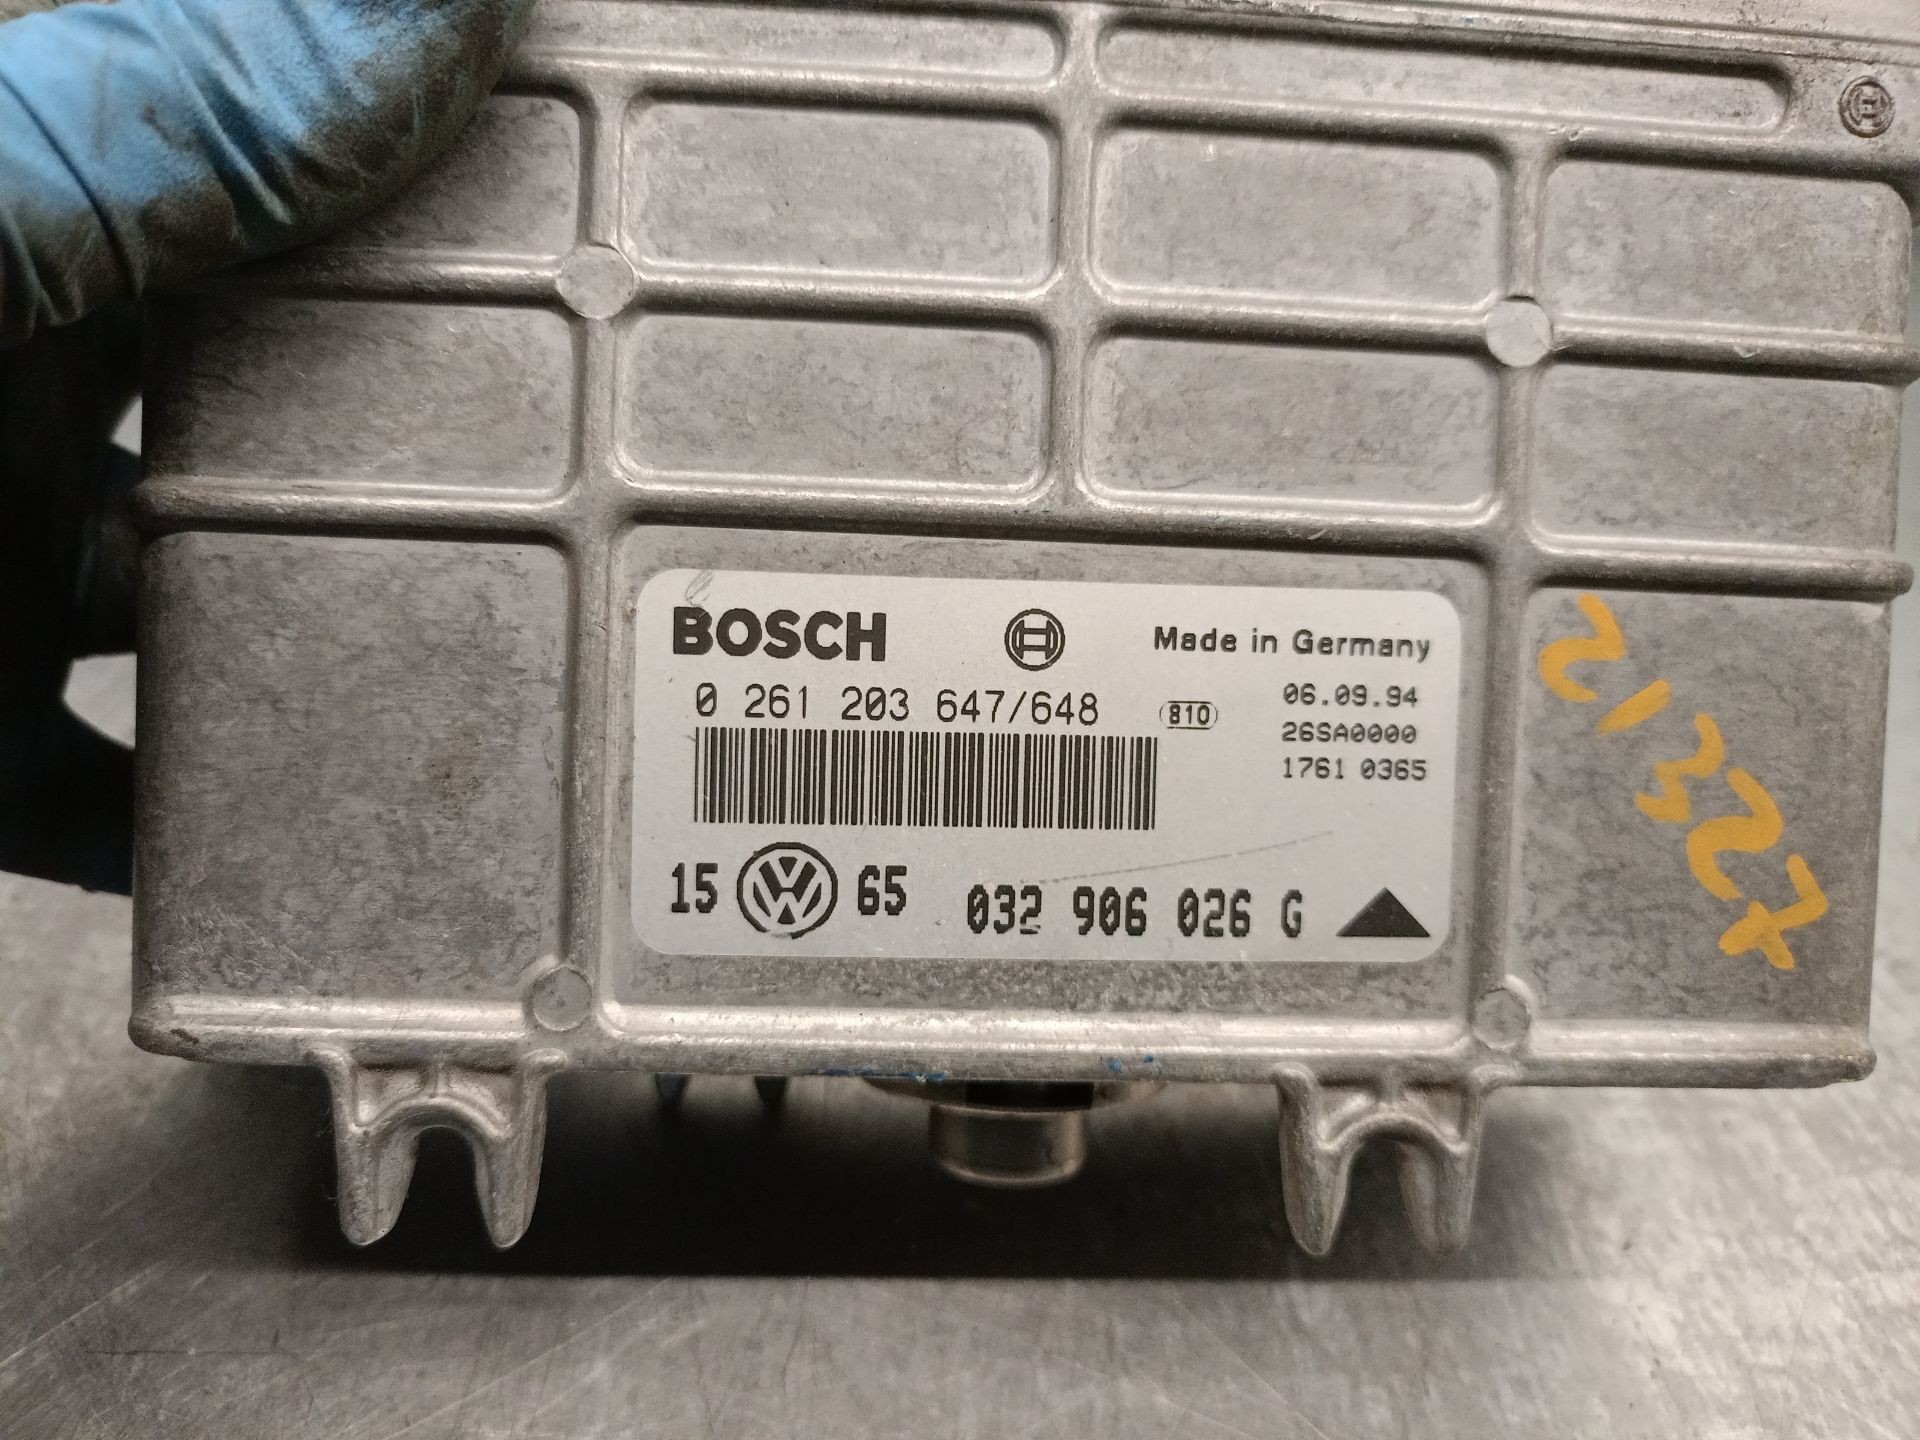 BOSCH Made in Germany
0 261 203 647/648 810 06.09.94
26SA0000
1761 0365
15 65 032 906 026 G
21327